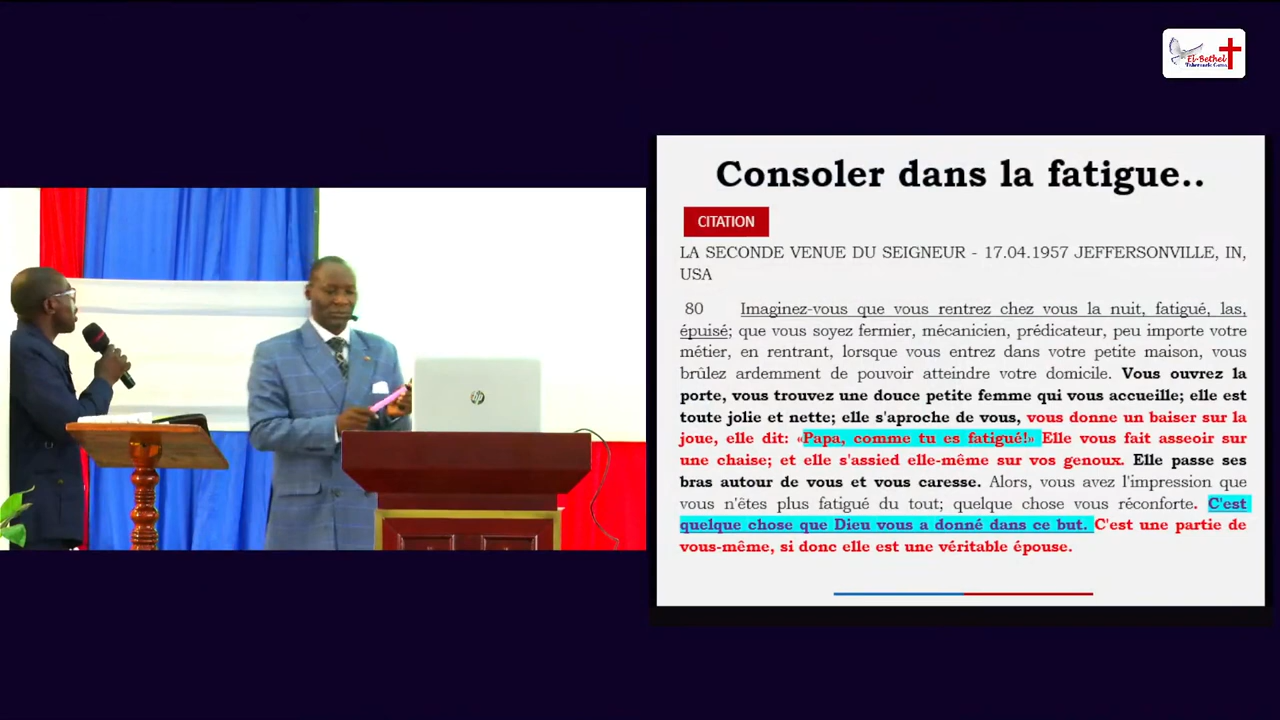 El-Bethel
Consoler dans la fatigue..
CITATION
LA SECONDE VENUE DU SEIGNEUR - 17.04.1957 JEFFERSONVILLE, IN,
USA
80 Imaginez-vous que vous rentrez chez vous la nuit, fatigué, las,
épuisé; que vous soyez fermier, mécanicien, prédicateur, peu importe votre
métier, en rentrant, lorsque vous entrez dans votre petite maison, vous
brûlez ardemment de pouvoir atteindre votre domicile. Vous ouvrez la
porte, vous trouvez une douce petite femme qui vous accueille; elle est
toute jolie et nette; elle s'aproche de vous, vous donne un baiser sur la
joue, elle dit: «Papa, comme tu es fatigué!» Elle vous fait asseoir sur
une chaise; et elle s'assied elle-même sur vos genoux. Elle passe ses
bras autour de vous et vous caresse. Alors, vous avez l'impression que
vous n'êtes plus fatigué du tout; quelque chose vous réconforte. C'est
quelque chose que Dieu vous a donné dans ce but. C'est une partie de
vous-même, si donc elle est une véritable épouse.
hp